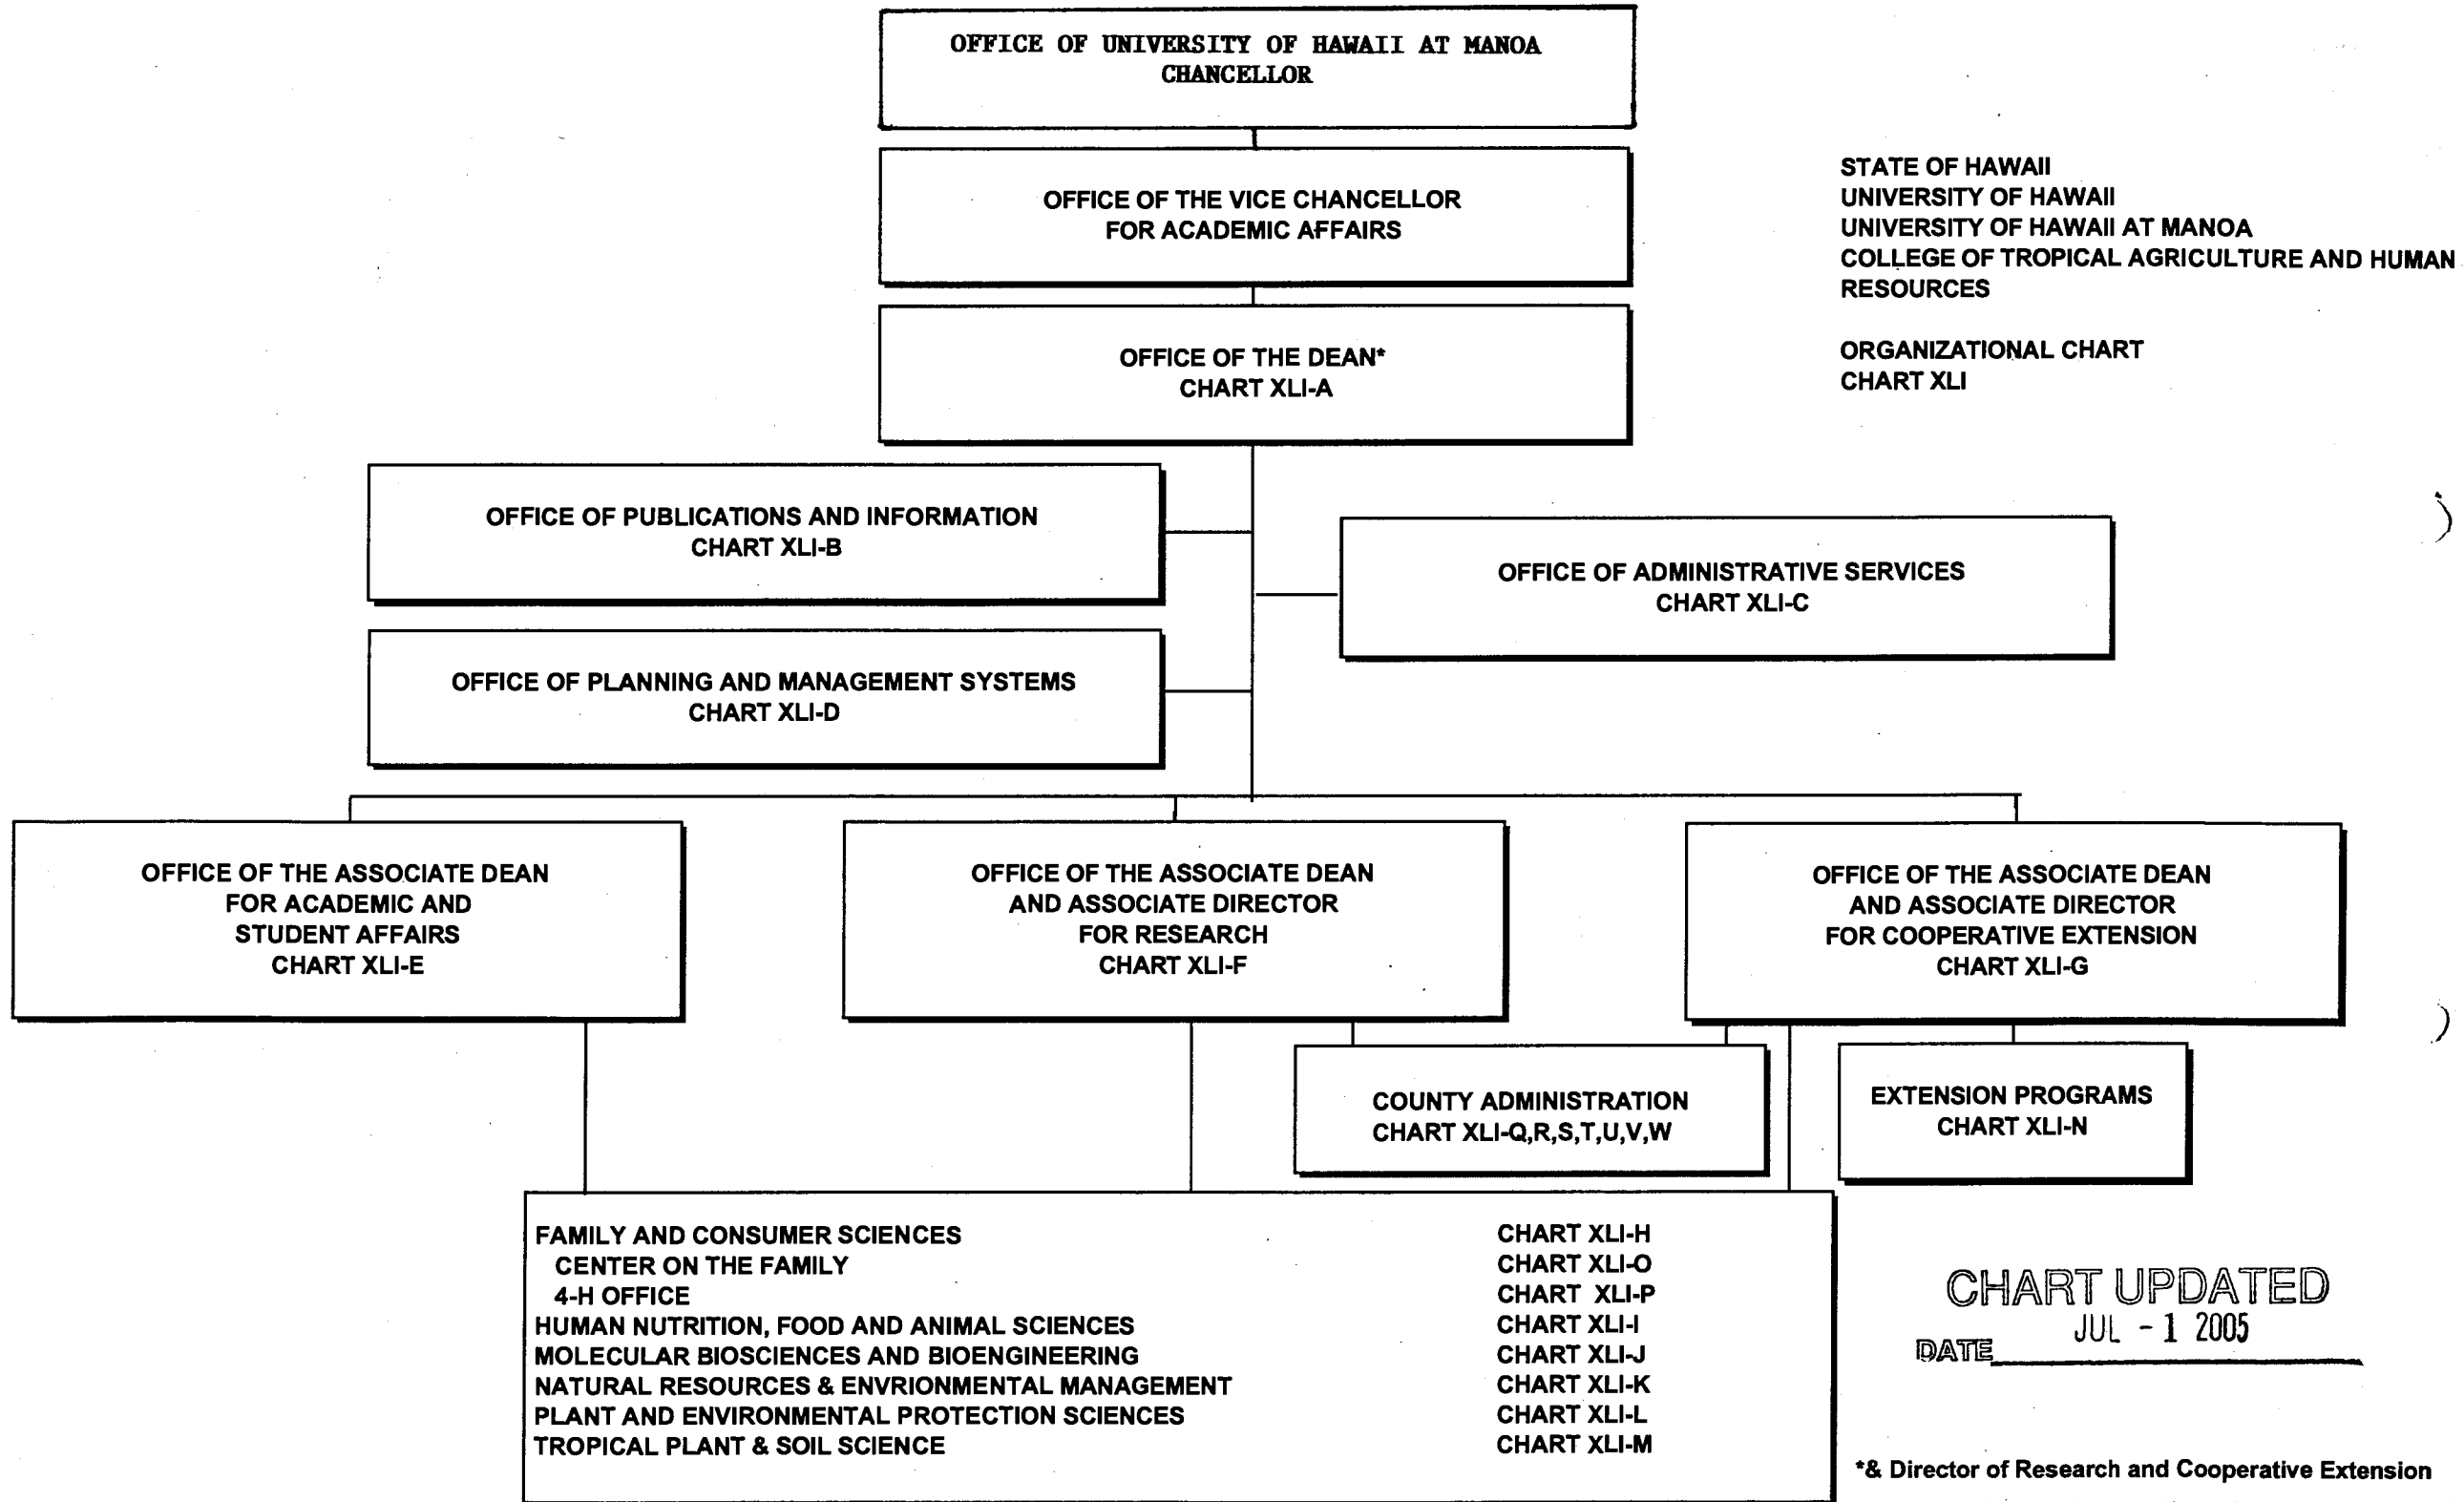 OFFICE OF UNIVERSITY OF HAWAII AT MANOA
CHANCELLOR
OFFICE OF THE VICE CHANCELLOR
FOR ACADEMIC AFFAIRS
STATE OF HAWAII
UNIVERSITY OF HAWAII
UNIVERSITY OF HAWAII AT MANOA
COLLEGE OF TROPICAL AGRICULTURE AND HUMAN
RESOURCES
ORGANIZATIONAL CHART
CHART XLI
OFFICE OF THE DEAN*
CHART XLI-A
OFFICE OF PUBLICATIONS AND INFORMATION
CHART XLI-B
OFFICE OF ADMINISTRATIVE SERVICES
CHART XLI-C
OFFICE OF PLANNING AND MANAGEMENT SYSTEMS
CHART XLI-D
OFFICE OF THE ASSOCIATE DEAN
FOR ACADEMIC AND
STUDENT AFFAIRS
CHART XLI-E
OFFICE OF THE ASSOCIATE DEAN
AND ASSOCIATE DIRECTOR
FOR RESEARCH
CHART XLI-F
OFFICE OF THE ASSOCIATE DEAN
AND ASSOCIATE DIRECTOR
FOR COOPERATIVE EXTENSION
CHART XLI-G
COUNTY ADMINISTRATION
CHART XLI-Q,R,S,T,U,V,W
EXTENSION PROGRAMS
CHART XLI-N
FAMILY AND CONSUMER SCIENCES CHART XLI-H
CENTER ON THE FAMILY CHART XLI-O
4-H OFFICE CHART XLI-P
HUMAN NUTRITION, FOOD AND ANIMAL SCIENCES CHART XLI-I
MOLECULAR BIOSCIENCES AND BIOENGINEERING CHART XLI-J
NATURAL RESOURCES & ENVRIONMENTAL MANAGEMENT CHART XLI-K
PLANT AND ENVIRONMENTAL PROTECTION SCIENCES CHART XLI-L
TROPICAL PLANT & SOIL SCIENCE CHART XLI-M
CHART UPDATED
DATE JUL - 1 2005
*& Director of Research and Cooperative Extension